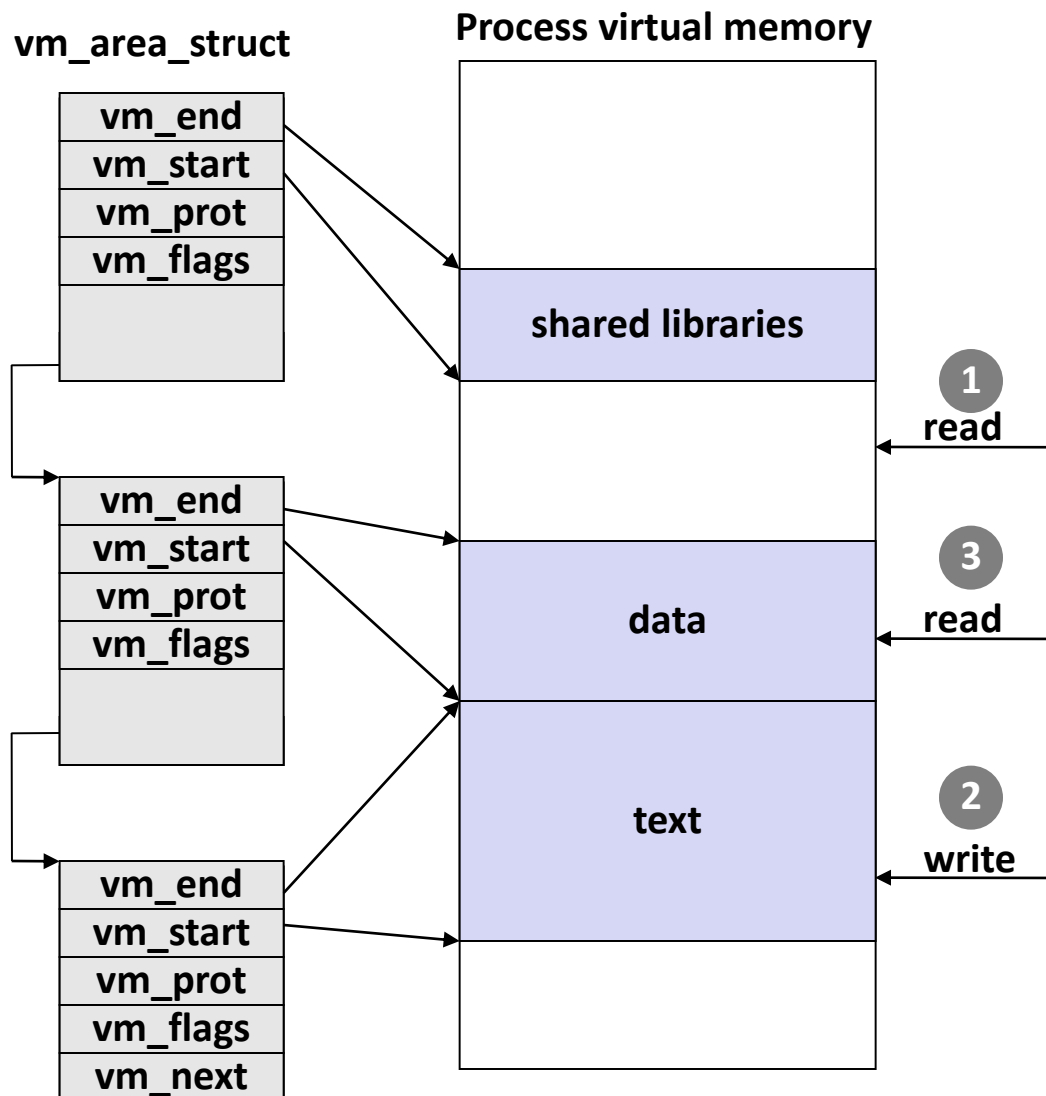 Process virtual memory
vm_area_struct
vm_end
vm_start
vm_prot
vm_flags
shared libraries
1
read
vm_end
vm_start
vm_prot
vm_flags
3
data
read
2
text
write
vm_end
vm_start
vm_prot
vm_flags
vm_next